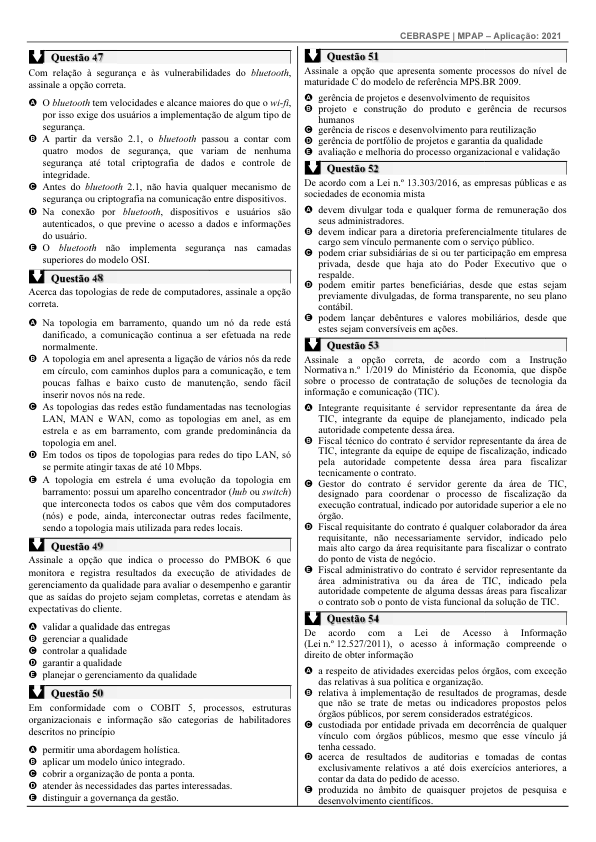 CEBRASPE | MPAP – Aplicação: 2021
Questão 47
Com relação à segurança e às vulnerabilidades do bluetooth,
assinale a opção correta.
A O bluetooth tem velocidades e alcance maiores do que o wi-fi,
por isso exige dos usuários a implementação de algum tipo de
segurança.
B A partir da versão 2.1, o bluetooth passou a contar com
quatro modos de segurança, que variam de nenhuma
segurança até total criptografia de dados e controle de
integridade.
C Antes do bluetooth 2.1, não havia qualquer mecanismo de
segurança ou criptografia na comunicação entre dispositivos.
D Na conexão por bluetooth, dispositivos e usuários são
autenticados, o que previne o acesso a dados e informações
do usuário.
E O bluetooth não implementa segurança nas camadas
superiores do modelo OSI.
Questão 48
Acerca das topologias de rede de computadores, assinale a opção
correta.
A Na topologia em barramento, quando um nó da rede está
danificado, a comunicação continua a ser efetuada na rede
normalmente.
B A topologia em anel apresenta a ligação de vários nós da rede
em círculo, com caminhos duplos para a comunicação, e tem
poucas falhas e baixo custo de manutenção, sendo fácil
inserir novos nós na rede.
C As topologias das redes estão fundamentadas nas tecnologias
LAN, MAN e WAN, como as topologias em anel, as em
estrela e as em barramento, com grande predominância da
topologia em anel.
D Em todos os tipos de topologias para redes do tipo LAN, só
se permite atingir taxas de até 10 Mbps.
E A topologia em estrela é uma evolução da topologia em
barramento: possui um aparelho concentrador (hub ou switch)
que interconecta todos os cabos que vêm dos computadores
(nós) e pode, ainda, interconectar outras redes facilmente,
sendo a topologia mais utilizada para redes locais.
Questão 49
Assinale a opção que indica o processo do PMBOK 6 que
monitora e registra resultados da execução de atividades de
gerenciamento da qualidade para avaliar o desempenho e garantir
que as saídas do projeto sejam completas, corretas e atendam às
expectativas do cliente.
A validar a qualidade das entregas
B gerenciar a qualidade
C controlar a qualidade
D garantir a qualidade
E planejar o gerenciamento da qualidade
Questão 50
Em conformidade com o COBIT 5, processos, estruturas
organizacionais e informação são categorias de habilitadores
descritos no princípio
A permitir uma abordagem holística.
B aplicar um modelo único integrado.
C cobrir a organização de ponta a ponta.
D atender às necessidades das partes interessadas.
E distinguir a governança da gestão.
Questão 51
Assinale a opção que apresenta somente processos do nível de
maturidade C do modelo de referência MPS.BR 2009.
A gerência de projetos e desenvolvimento de requisitos
B projeto e construção do produto e gerência de recursos
humanos
C gerência de riscos e desenvolvimento para reutilização
D gerência de portfólio de projetos e garantia da qualidade
E avaliação e melhoria do processo organizacional e validação
Questão 52
De acordo com a Lei n.º 13.303/2016, as empresas públicas e as
sociedades de economia mista
A devem divulgar toda e qualquer forma de remuneração dos
seus administradores.
B devem indicar para a diretoria preferencialmente titulares de
cargo sem vínculo permanente com o serviço público.
C podem criar subsidiárias de si ou ter participação em empresa
privada, desde que haja ato do Poder Executivo que o
respalde.
D podem emitir partes beneficiárias, desde que estas sejam
previamente divulgadas, de forma transparente, no seu plano
contábil.
E podem lançar debêntures e valores mobiliários, desde que
estes sejam conversíveis em ações.
Questão 53
Assinale a opção correta, de acordo com a Instrução
Normativa n.º 1/2019 do Ministério da Economia, que dispõe
sobre o processo de contratação de soluções de tecnologia da
informação e comunicação (TIC).
A Integrante requisitante é servidor representante da área de
TIC, integrante da equipe de planejamento, indicado pela
autoridade competente dessa área.
B Fiscal técnico do contrato é servidor representante da área de
TIC, integrante da equipe de equipe de fiscalização, indicado
pela autoridade competente dessa área para fiscalizar
tecnicamente o contrato.
C Gestor do contrato é servidor gerente da área de TIC,
designado para coordenar o processo de fiscalização da
execução contratual, indicado por autoridade superior a ele no
órgão.
D Fiscal requisitante do contrato é qualquer colaborador da área
requisitante, não necessariamente servidor, indicado pelo
mais alto cargo da área requisitante para fiscalizar o contrato
do ponto de vista de negócio.
E Fiscal administrativo do contrato é servidor representante da
área administrativa ou da área de TIC, indicado pela
autoridade competente de alguma dessas áreas para fiscalizar
o contrato sob o ponto de vista funcional da solução de TIC.
Questão 54
De acordo com a Lei de Acesso à Informação
(Lei n.º 12.527/2011), o acesso à informação compreende o
direito de obter informação
A a respeito de atividades exercidas pelos órgãos, com exceção
das relativas à sua política e organização.
B relativa à implementação de resultados de programas, desde
que não se trate de metas ou indicadores propostos pelos
órgãos públicos, por serem considerados estratégicos.
C custodiada por entidade privada em decorrência de qualquer
vínculo com órgãos públicos, mesmo que esse vínculo já
tenha cessado.
D acerca de resultados de auditorias e tomadas de contas
exclusivamente relativos a até dois exercícios anteriores, a
contar da data do pedido de acesso.
E produzida no âmbito de quaisquer projetos de pesquisa e
desenvolvimento científicos.